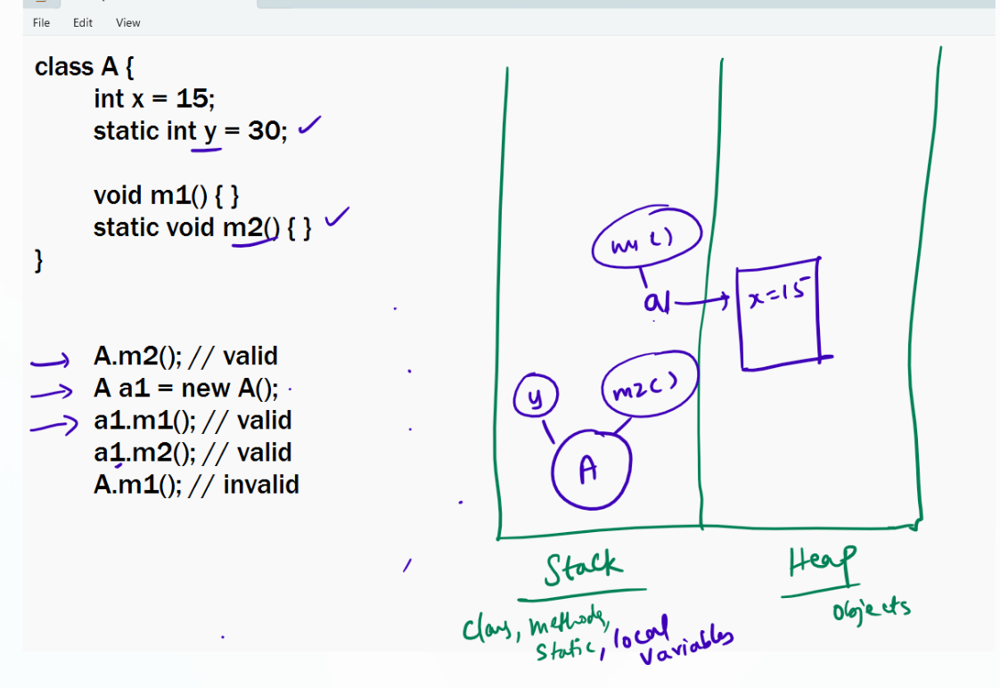 File Edit View
class A {
int x = 15;
static int y = 30;
void m1() { }
static void m2() { }
}
A.m2(); // valid
A a1 = new A();
a1.m1(); // valid
a1.m2(); // valid
A.m1(); // invalid
m1()
a1
x=15
y
m2()
A
Stack
Class, methods,
static, local
variables
Heap
Objects